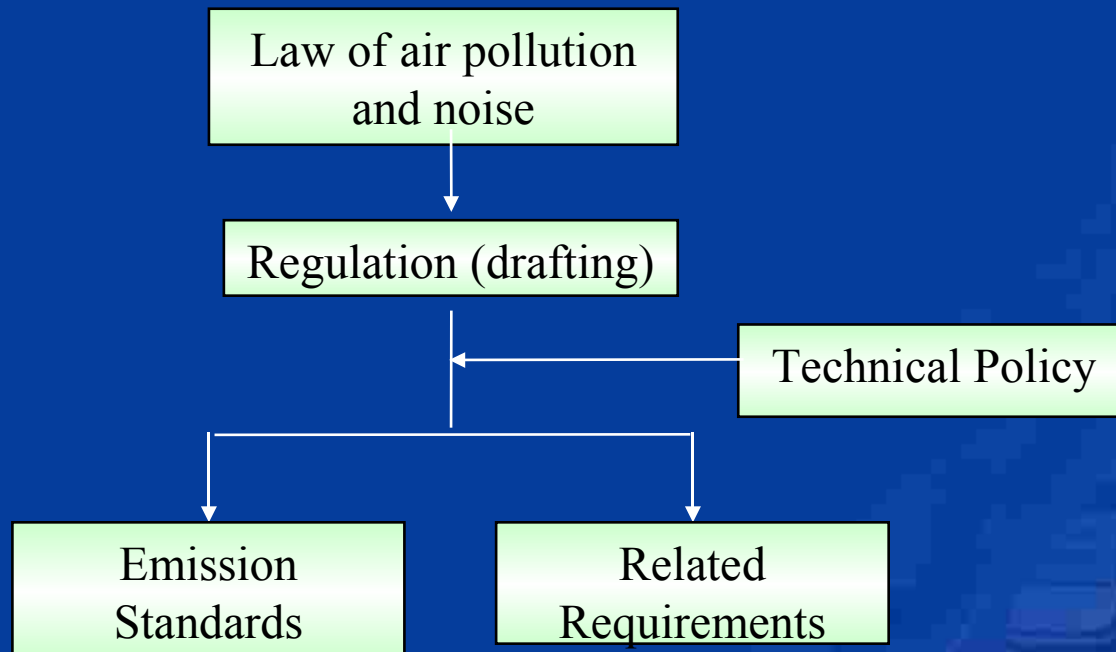 Law of air pollution
and noise
Regulation (drafting)
Technical Policy
Emission
Standards
Related
Requirements